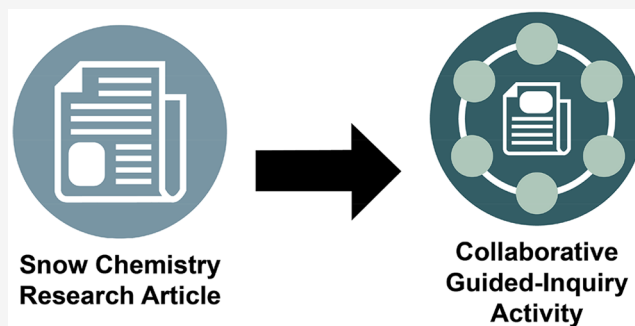 Snow Chemistry
Research Article
Collaborative
Guided-Inquiry
Activity